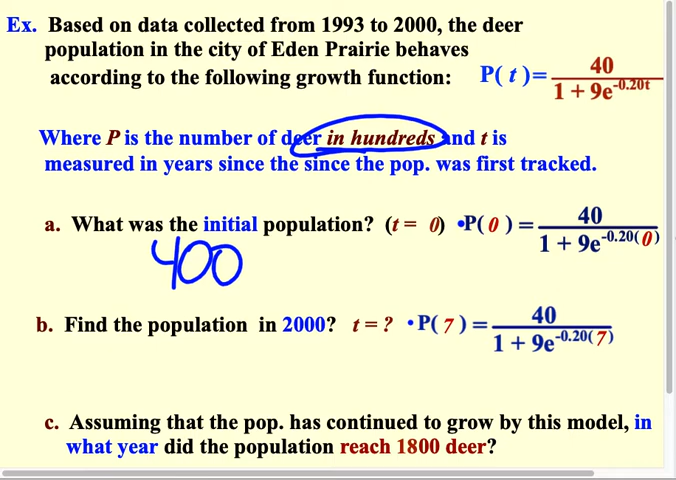 Ex. Based on data collected from 1993 to 2000, the deer
population in the city of Eden Prairie behaves
according to the following growth function: P( t )= 40 / 1 + 9e^-0.20t
Where P is the number of deer in hundreds and t is
measured in years since the since the pop. was first tracked.
a. What was the initial population? (t = 0) •P( 0 ) = 40 / 1 + 9e^-0.20( 0 )
400
b. Find the population in 2000? t = ? •P( 7 ) = 40 / 1 + 9e^-0.20( 7 )
c. Assuming that the pop. has continued to grow by this model, in
what year did the population reach 1800 deer?